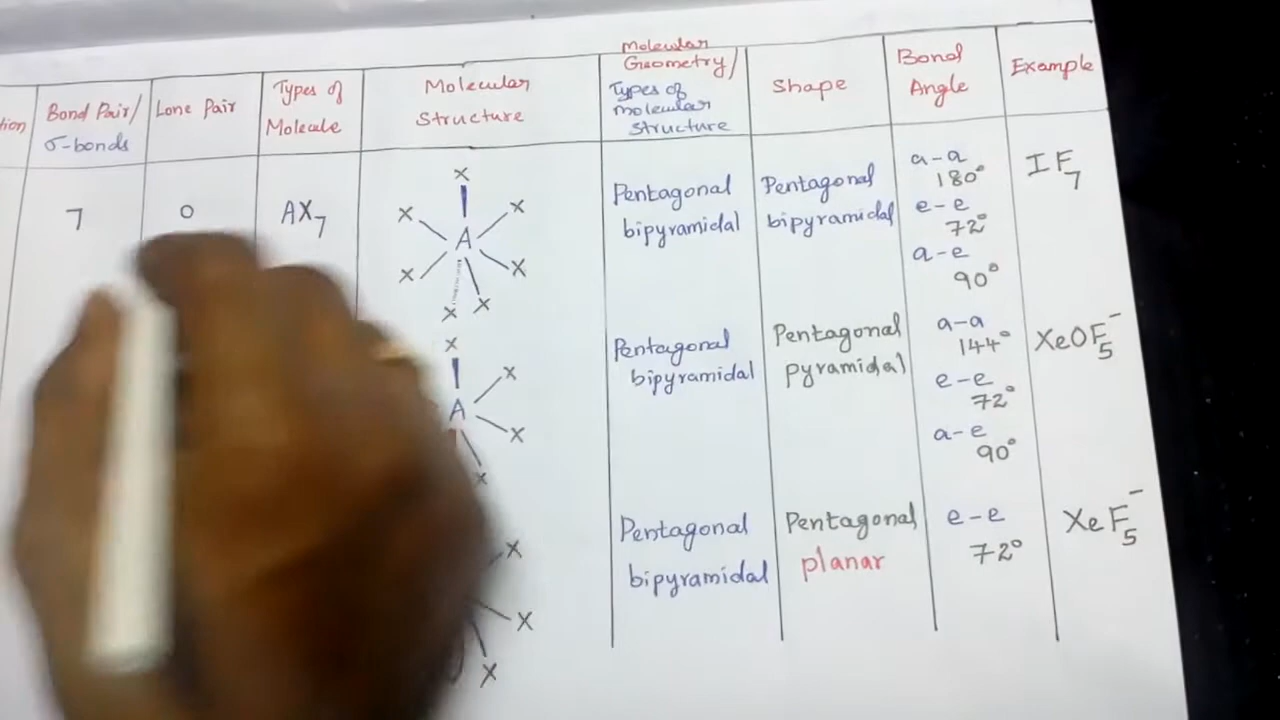 tion
Bond Pair/
σ-bonds
Lone Pair
Types of
Molecule
Molecular
Structure
Molecular
Geometry/
Types of
molecular
structure
Shape
Bond
Angle
Example
7
0
AX₇
X
X X
A
X X
X X
Pentagonal
bipyramidal
Pentagonal
bipyramidal
a-a
180°
e-e
72°
a-e
90°
IF₇
X
X
A
X
X
Pentagonal
bipyramidal
Pentagonal
pyramidal
a-a
144°
e-e
72°
a-e
90°
XeOF₅⁻
X
X
X
Pentagonal
bipyramidal
Pentagonal
planar
e-e
72°
XeF₅⁻